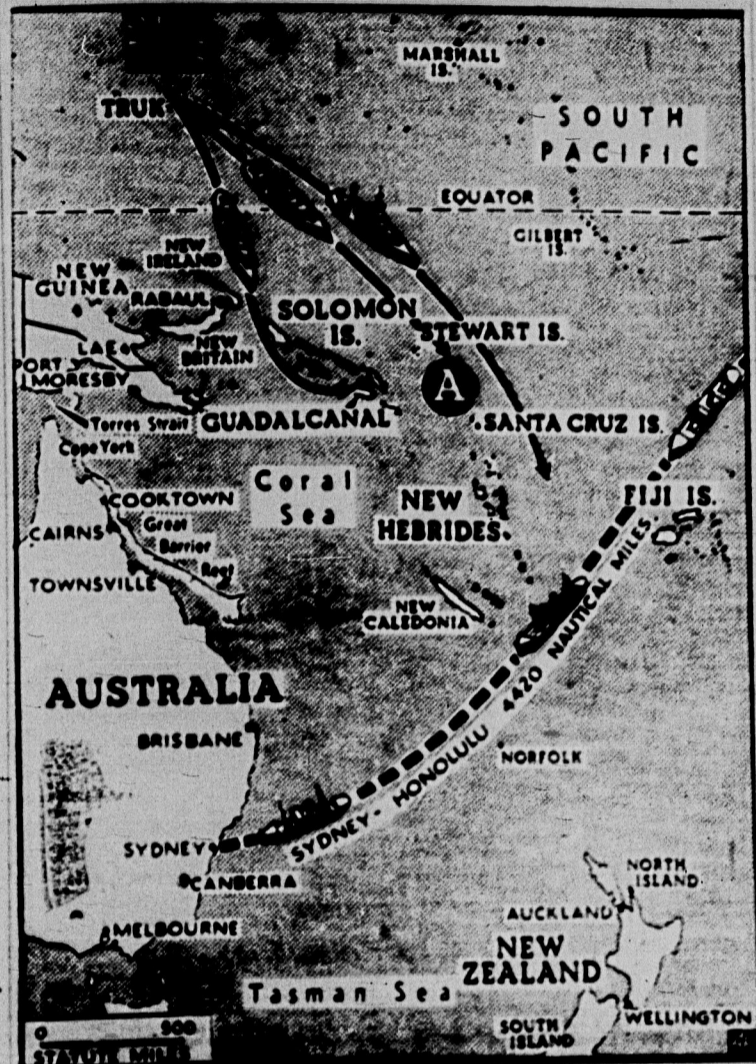 MARSHALL
IS.
TRUK
SOUTH
PACIFIC
EQUATOR
GILBERT
IS.
NEW
IRELAND
NEW
GUINEA
RABAUL
SOLOMON
IS.
STEWART IS.
LAE
NEW
BRITAIN
PORT
MORESBY
A
Torres Strait
GUADALCANAL
SANTA CRUZ IS.
Cape York
Coral
Sea
COOKTOWN
NEW
HEBRIDES
FIJI IS.
CAIRNS
Great
Barrier
Reef
TOWNSVILLE
NEW
CALEDONIA
SYDNEY - HONOLULU 4420 NAUTICAL MILES
AUSTRALIA
BRISBANE
NORFOLK
SYDNEY
CANBERRA
NORTH
ISLAND
AUCKLAND
MELBOURNE
NEW
ZEALAND
Tasman Sea
WELLINGTON
SOUTH
ISLAND
0 900
STATUTE MILES